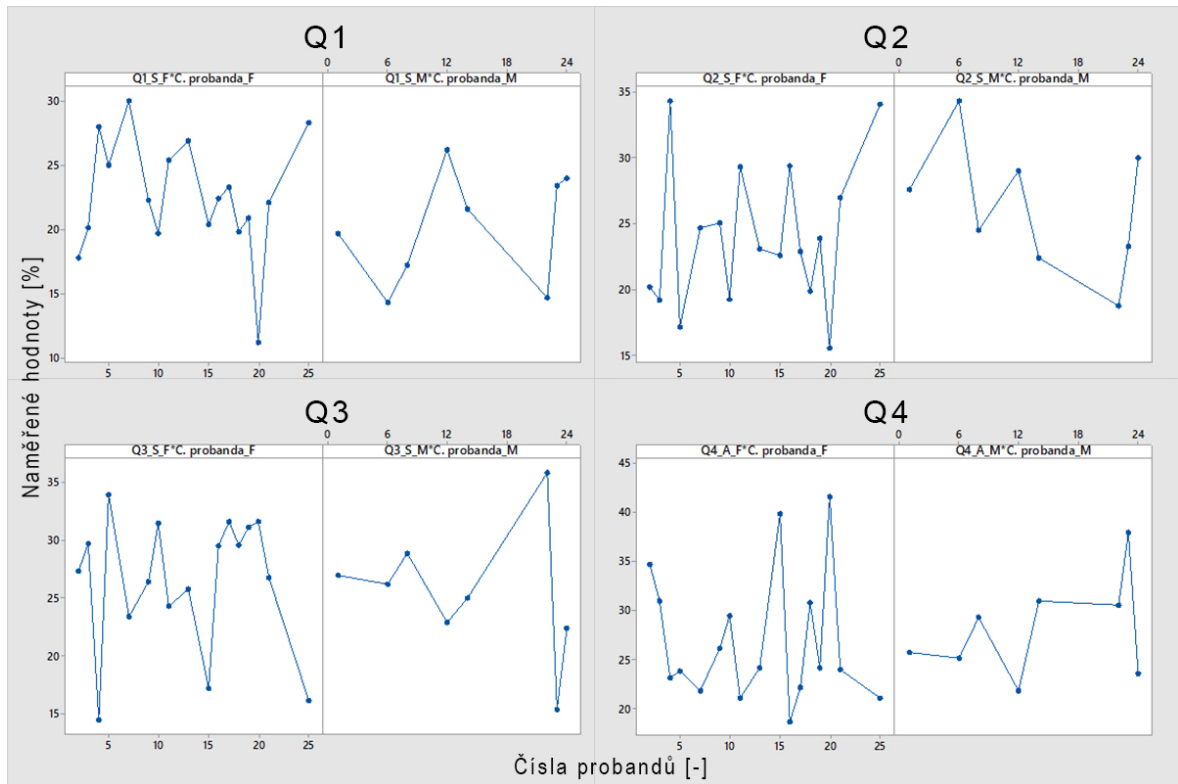 Q1
Q2
0 6 12 18 24
0 6 12 18 24
Q1_S_F*C. probanda_F
Q1_S_M*C. probanda_M
Q2_S_F*C. probanda_F
Q2_S_M*C. probanda_M
30
25
20
15
10
35
30
25
20
15
5 10 15 20 25
5 10 15 20 25
Naměřené hodnoty [%]
Q3
Q4
0 6 12 18 24
0 6 12 18 24
Q3_S_F*C. probanda_F
Q3_S_M*C. probanda_M
Q4_A_F*C. probanda_F
Q4_A_M*C. probanda_M
35
30
25
20
15
45
40
35
30
25
20
5 10 15 20 25
5 10 15 20 25
Čísla probandů [-]